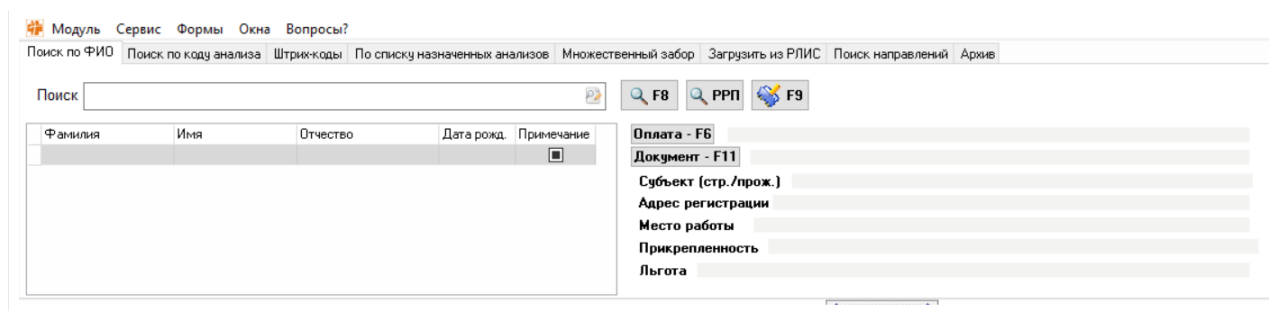 Модуль Сервис Формы Окна Вопросы?
Поиск по ФИО Поиск по коду анализа Штрих-коды По списку назначенных анализов Множественный забор Загрузить из РЛИС Поиск направлений Архив
Поиск F8 РРП F9
Фамилия Имя Отчество Дата рожд. Примечание
Оплата - F6
Документ - F11
Субъект (стр./прож.)
Адрес регистрации
Место работы
Прикрепленность
Льгота